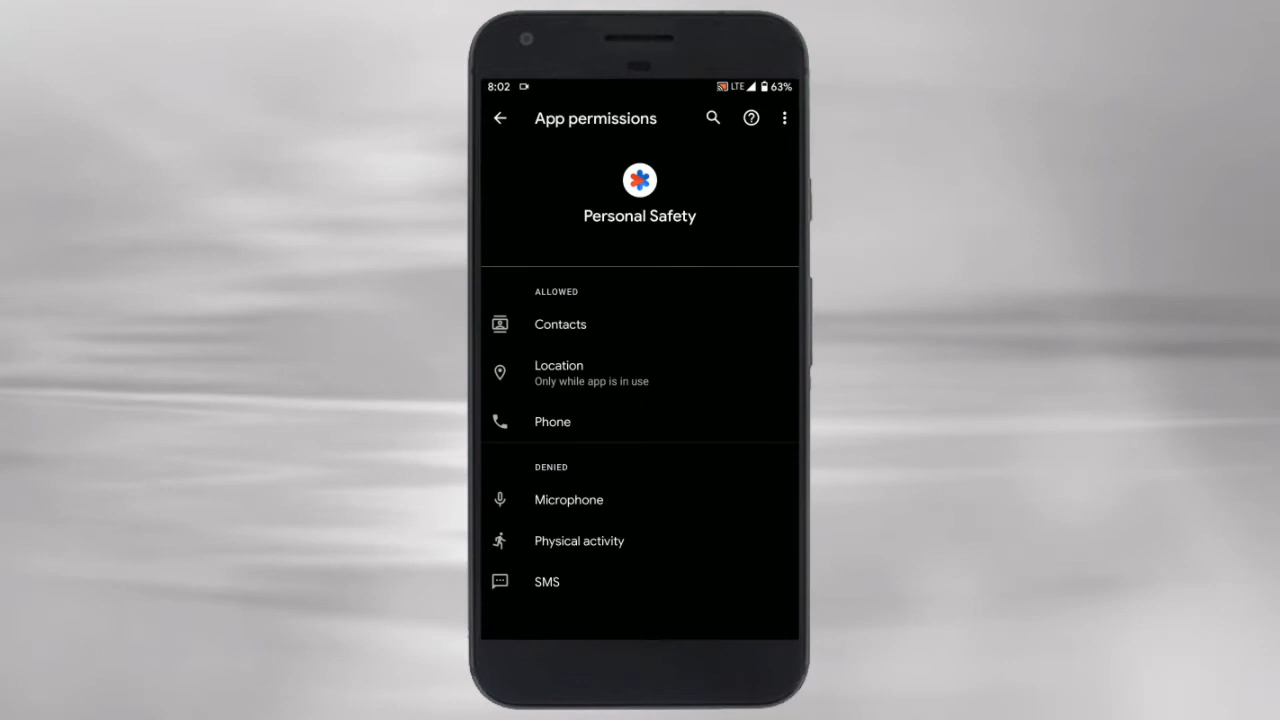 8:02 LTE 63%
App permissions
Personal Safety
ALLOWED
Contacts
Location
Only while app is in use
Phone
DENIED
Microphone
Physical activity
SMS